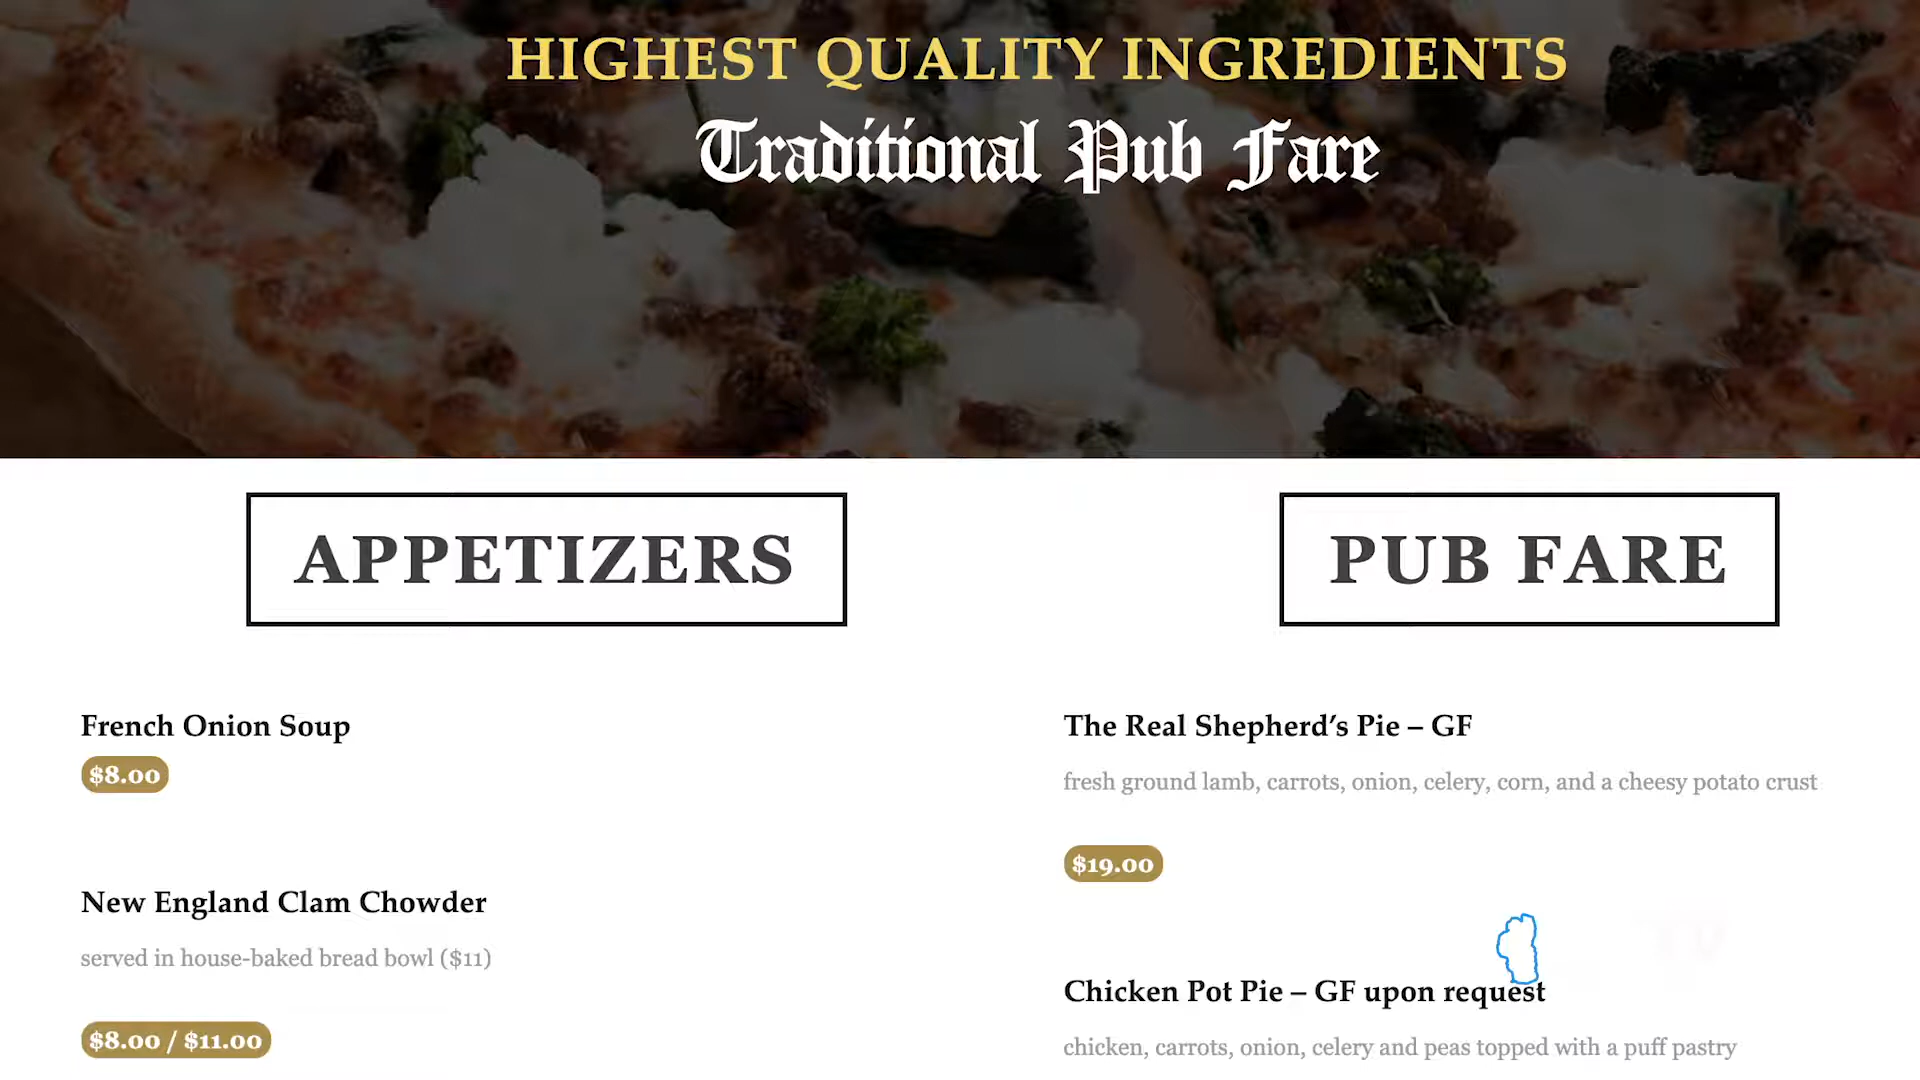 HIGHEST QUALITY INGREDIENTS
Traditional Pub Fare
APPETIZERS
French Onion Soup
$8.00
New England Clam Chowder
served in house-baked bread bowl ($11)
$8.00 / $11.00
PUB FARE
The Real Shepherd’s Pie – GF
fresh ground lamb, carrots, onion, celery, corn, and a cheesy potato crust
$19.00
Chicken Pot Pie – GF upon request
chicken, carrots, onion, celery and peas topped with a puff pastry